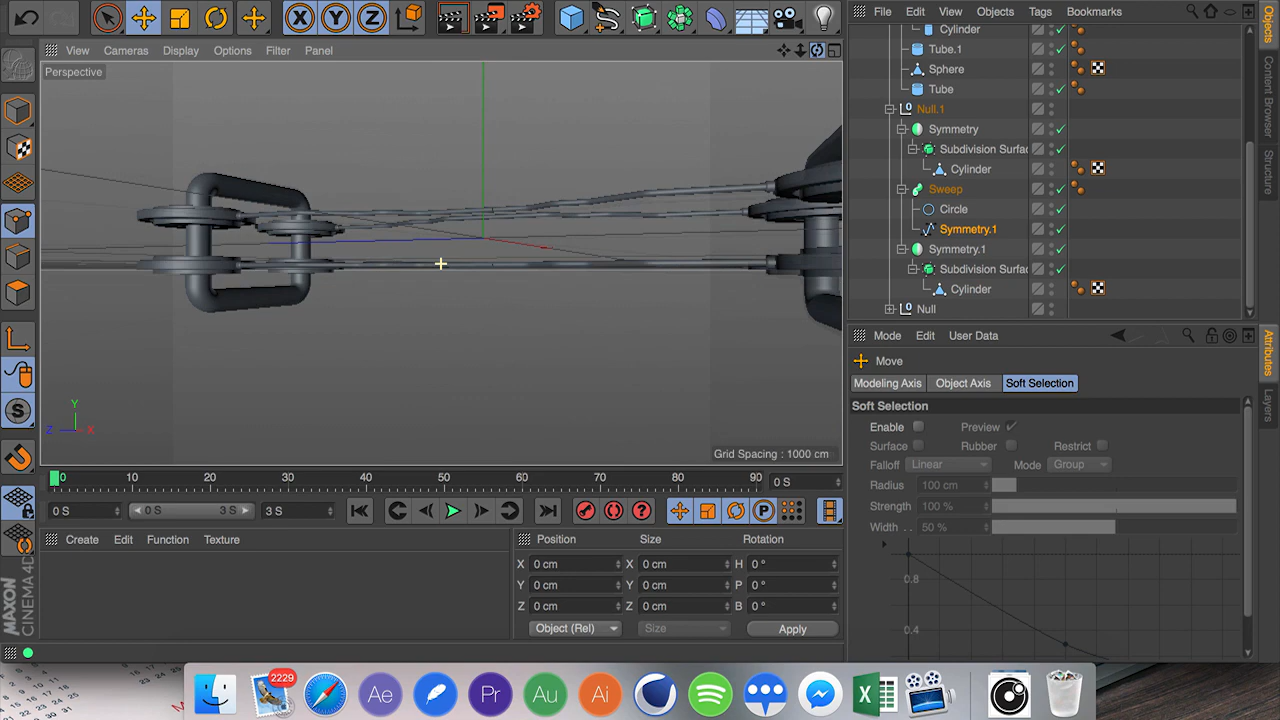 X Y Z
File Edit View Objects Tags Bookmarks
View Cameras Display Options Filter Panel
Perspective
Cylinder
Tube.1
Sphere
Tube
Null.1
Symmetry
Subdivision Surfac
Cylinder
Sweep
Circle
Symmetry.1
Symmetry.1
Subdivision Surfac
Cylinder
Null
Objects
Content Browser
Structure
Mode Edit User Data
Move
Modeling Axis Object Axis Soft Selection
Soft Selection
Enable Preview
Surface Rubber Restrict
Falloff Linear Mode Group
Radius 100 cm
Strength 100 %
Width .. 50 %
0.8
0.4
Attributes
Layers
S
Y
Z X
Grid Spacing : 1000 cm
0 10 20 30 40 50 60 70 80 90 0 S
0 S 0 S 3 S 3 S
P
Create Edit Function Texture
Position Size Rotation
X 0 cm X 0 cm H 0 °
Y 0 cm Y 0 cm P 0 °
Z 0 cm Z 0 cm B 0 °
Object (Rel) Size Apply
MAXON
CINEMA 4D
2229
Ae Pr Au Ai